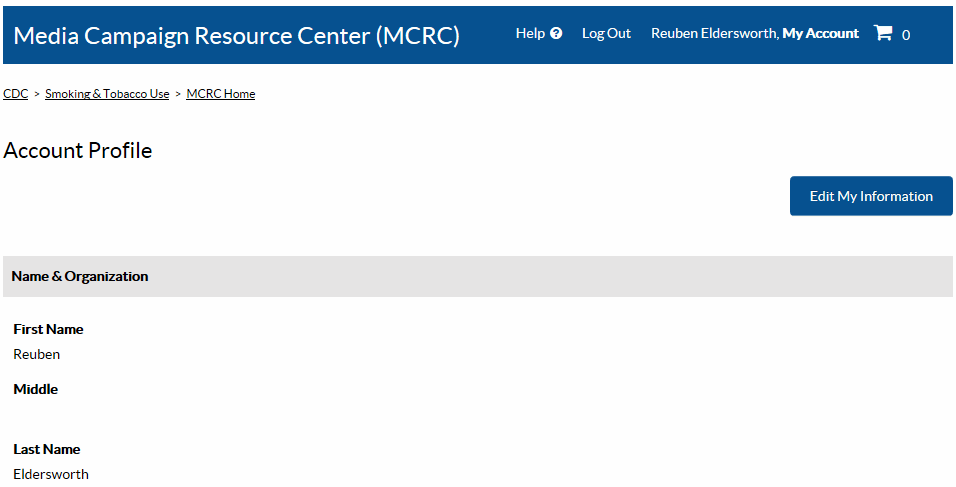 Media Campaign Resource Center (MCRC) Help ? Log Out Reuben Eldersworth, My Account 0
CDC > Smoking & Tobacco Use > MCRC Home
Account Profile
Edit My Information
Name & Organization
First Name
Reuben
Middle
Last Name
Eldersworth